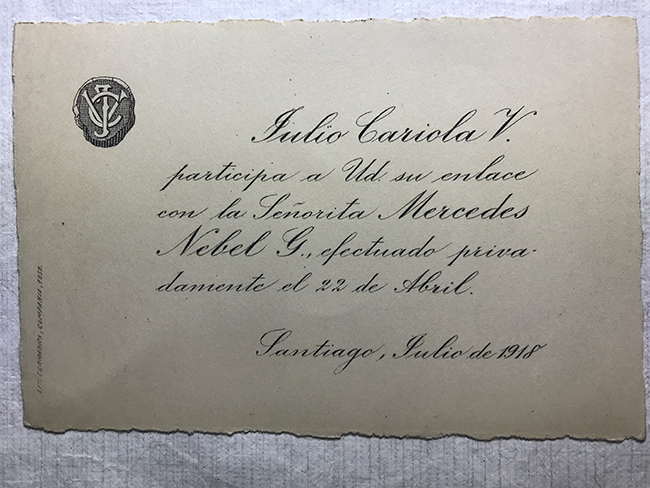 Julio Cariola V.
participa a Ud. su enlace
con la Señorita Mercedes
Nebel G., efectuado priva-
damente el 22 de Abril.
Santiago, Julio de 1918